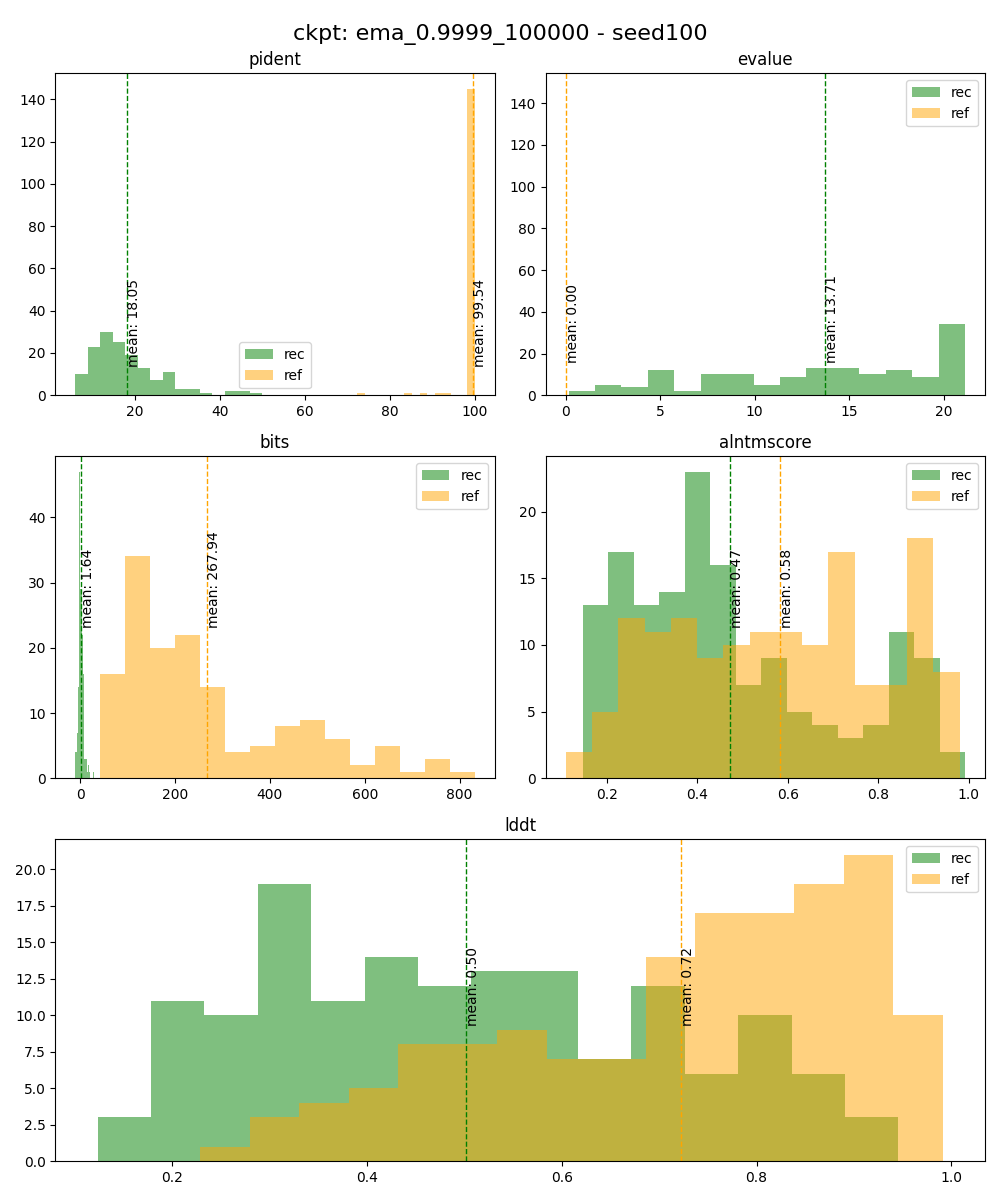 ckpt: ema_0.9999_100000 - seed100
pident
140
120
100
80
60
40
20
0
mean: 18.05
mean: 99.54
rec
ref
20
40
60
80
100
evalue
140
120
100
80
60
40
20
0
mean: 0.00
mean: 13.71
rec
ref
0
5
10
15
20
bits
40
30
20
10
0
mean: 1.64
mean: 267.94
rec
ref
0
200
400
600
800
alntmscore
20
15
10
5
0
mean: 0.47
mean: 0.58
rec
ref
0.2
0.4
0.6
0.8
1.0
lddt
20.0
17.5
15.0
12.5
10.0
7.5
5.0
2.5
0.0
mean: 0.50
mean: 0.72
rec
ref
0.2
0.4
0.6
0.8
1.0